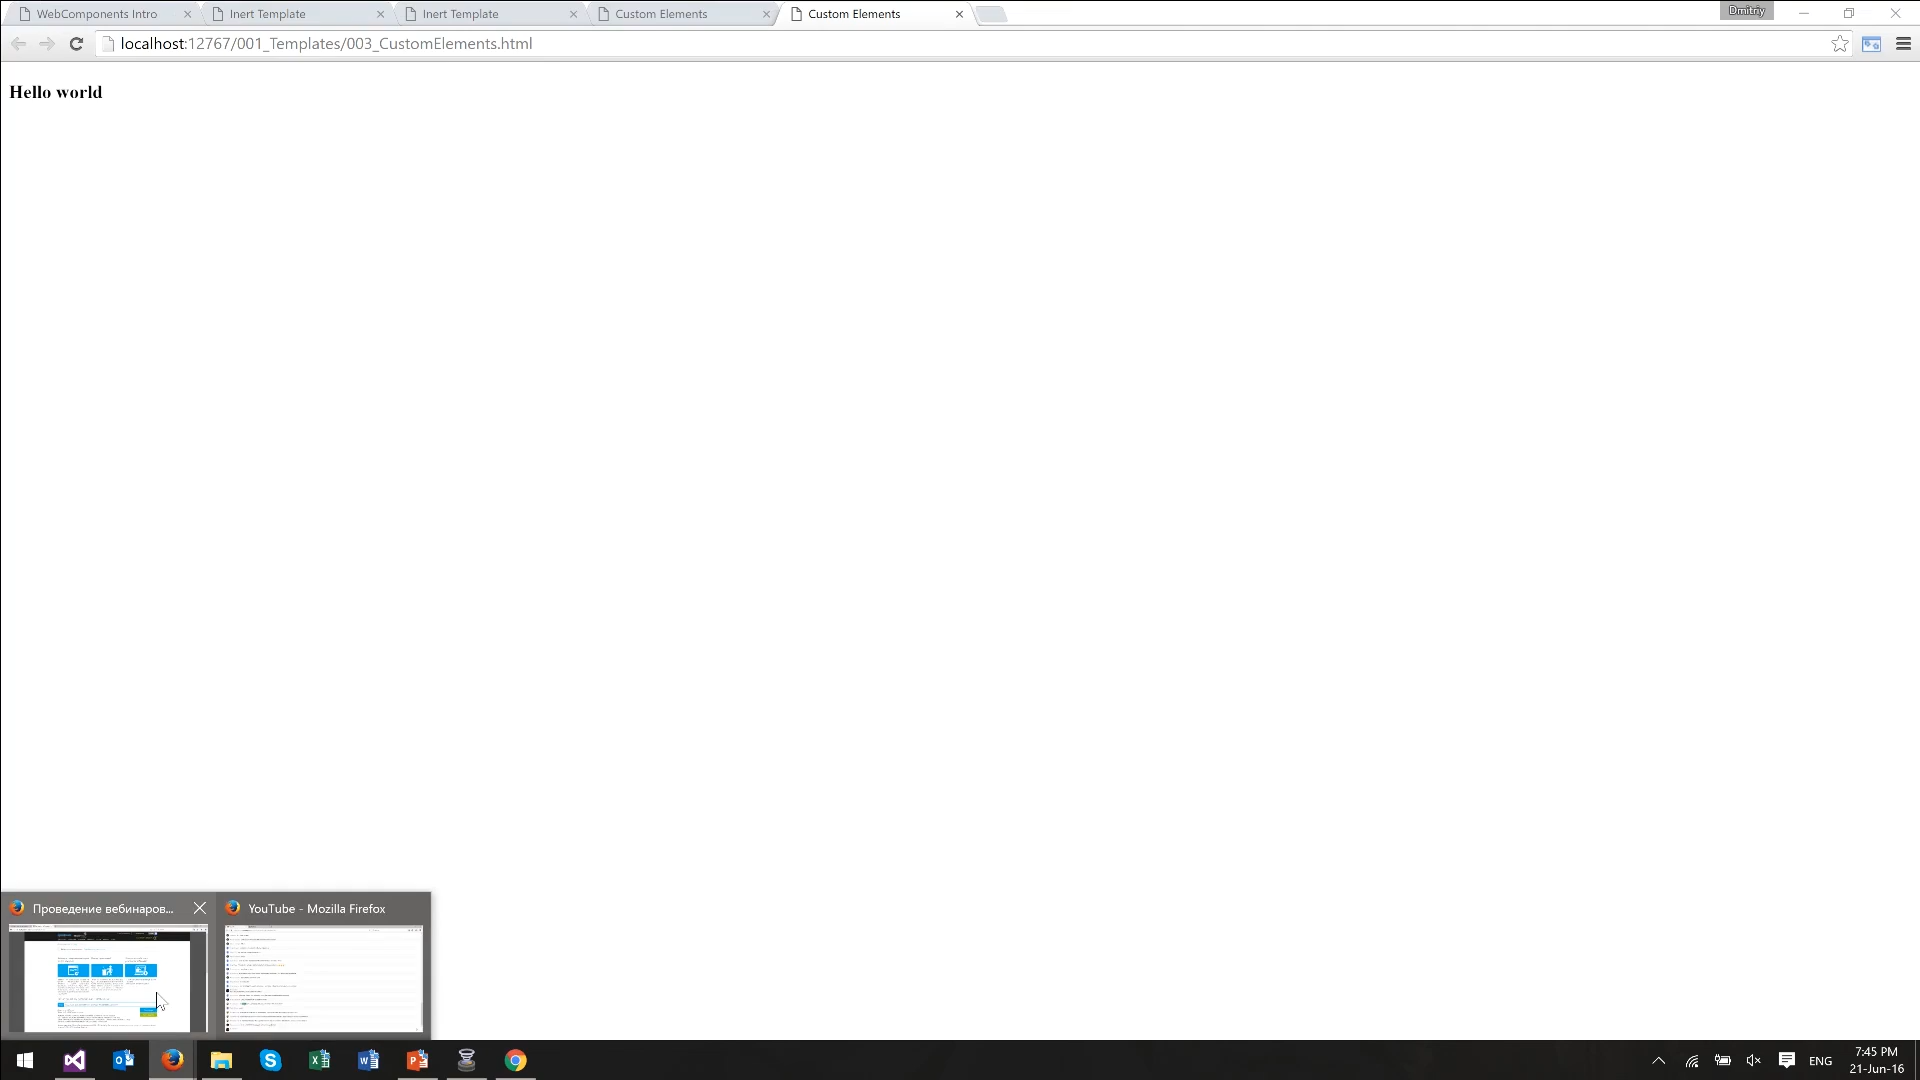 WebComponents Intro
Inert Template
Inert Template
Custom Elements
Custom Elements
Dmitriy
localhost:12767/001_Templates/003_CustomElements.html
Hello world
Проведение вебинаров...
YouTube - Mozilla Firefox
ENG
7:45 PM
21-Jun-16